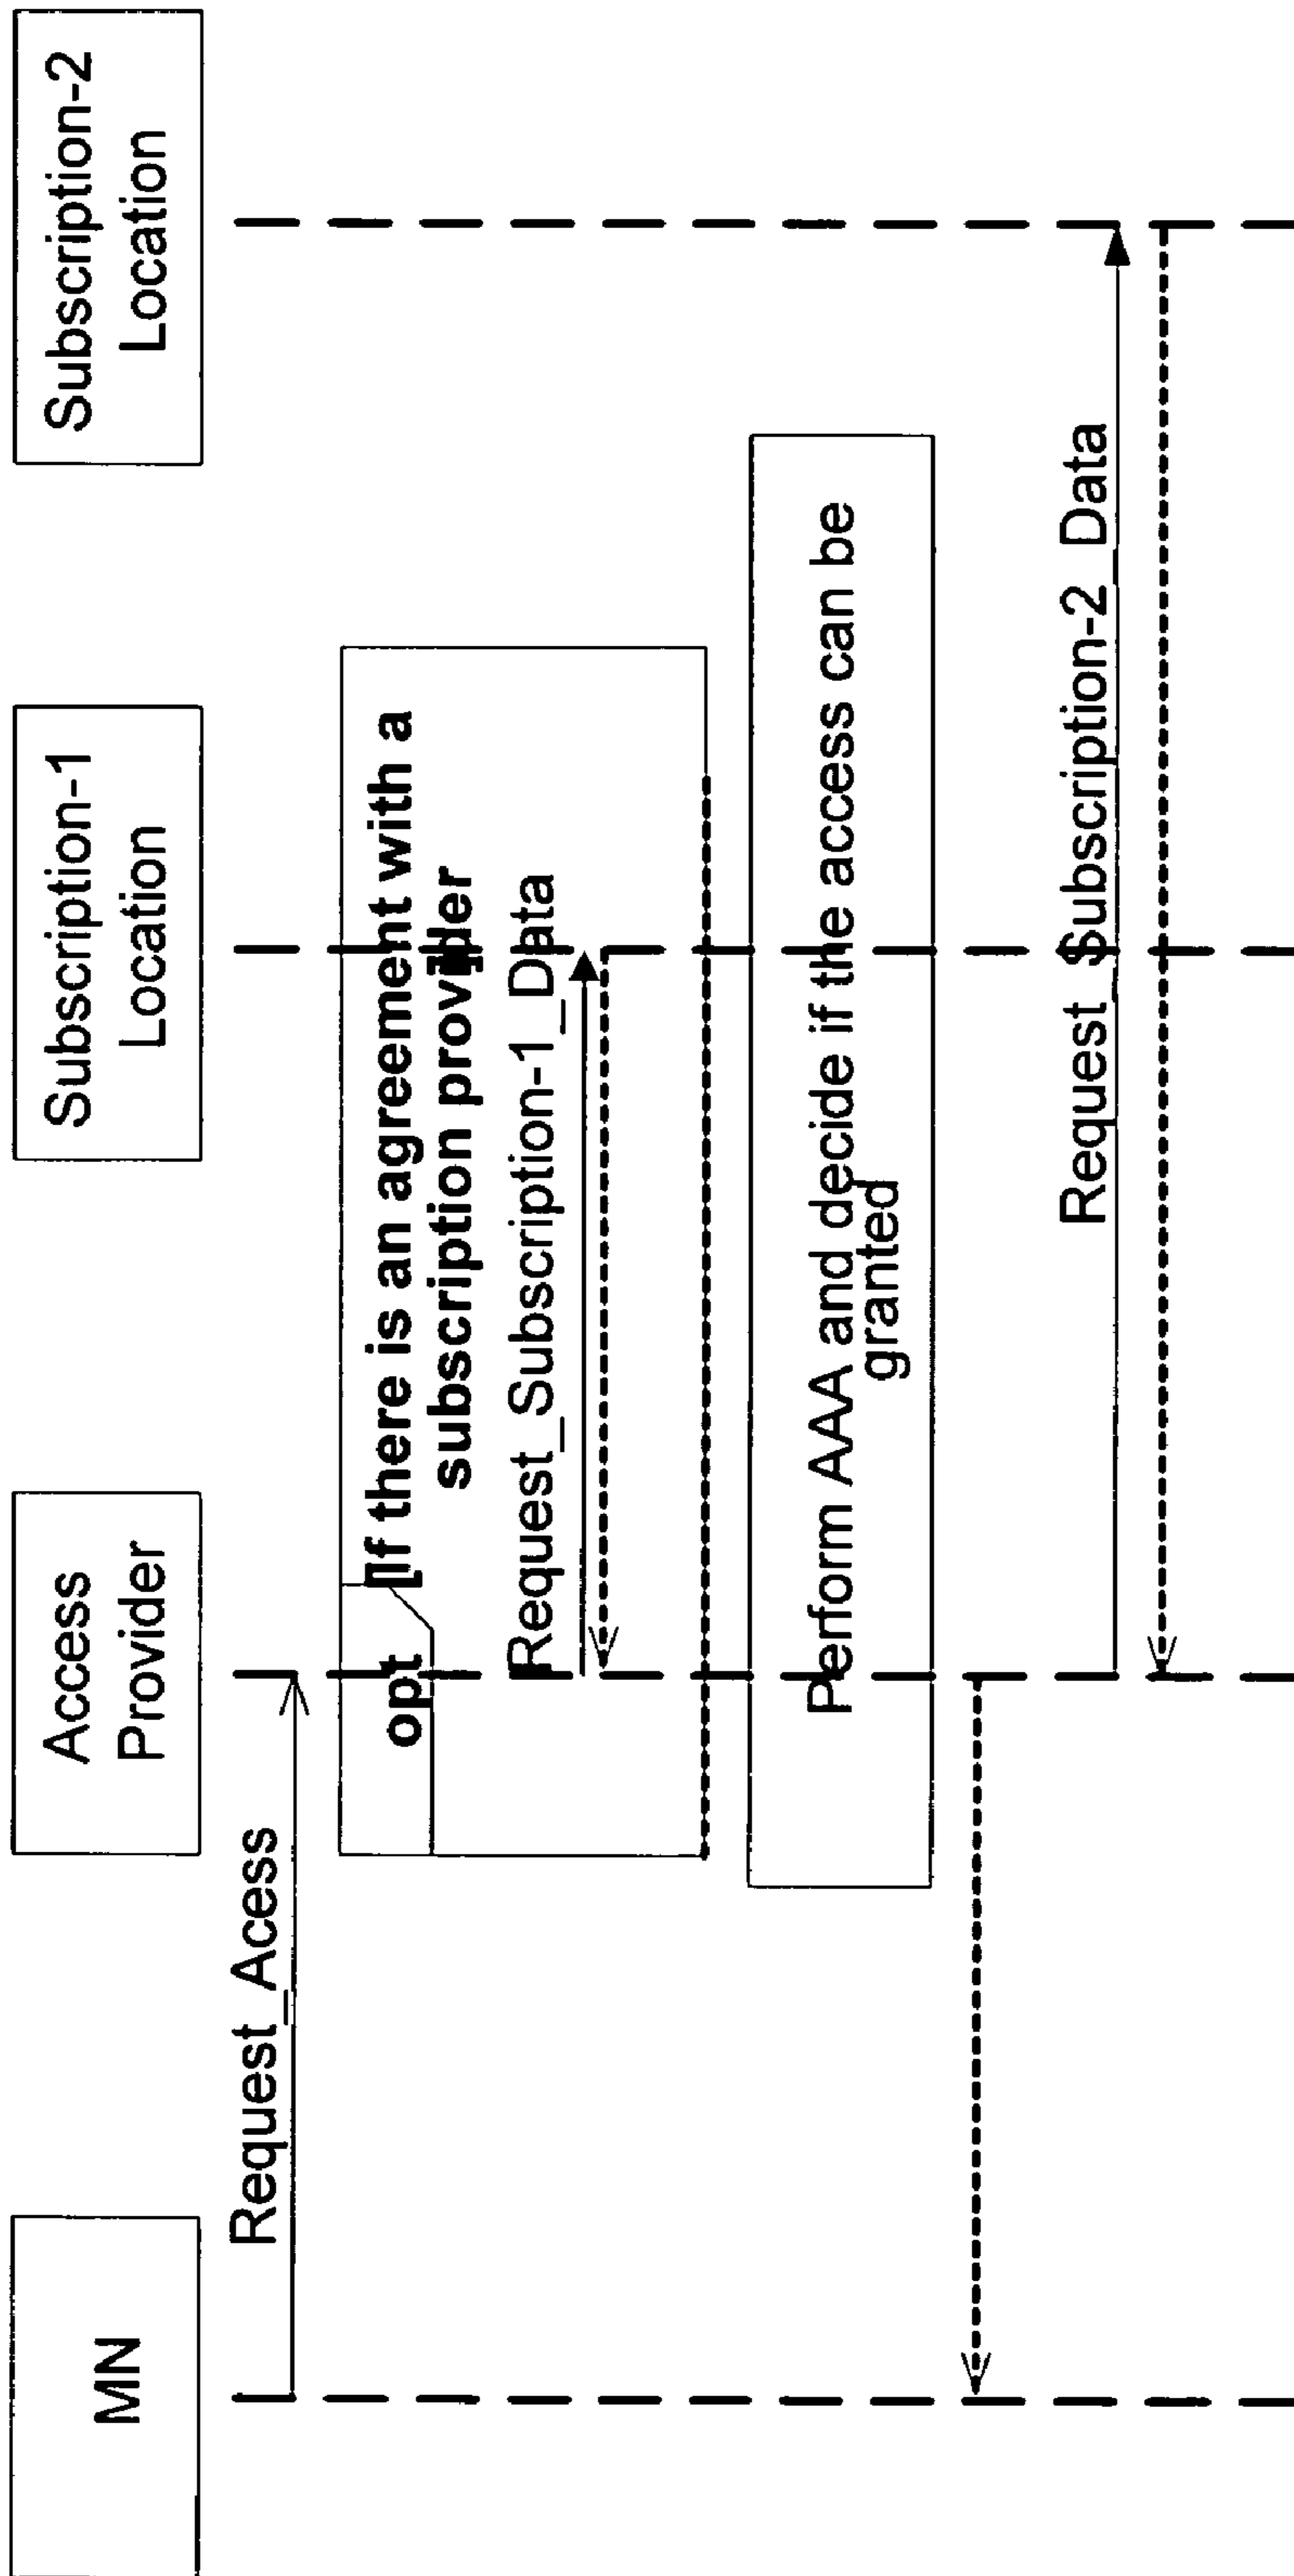 MN
Access
Provider
Subscription-1
Location
Subscription-2
Location
Request_Acess
opt
[If there is an agreement with a
subscription provider]
Request_Subscription-1_Data
Perform AAA and decide if the access can be
granted
Request_Subscription-2_Data